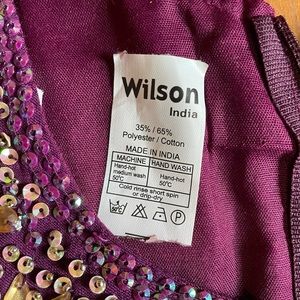 Wilson
India
35% / 65%
Polyester / Cotton
MADE IN INDIA
MACHINE HAND WASH
Hand-hot Hand-hot
medium wash 50°C
50°C
Cold rinse short spin
or drip-dry
50°C P